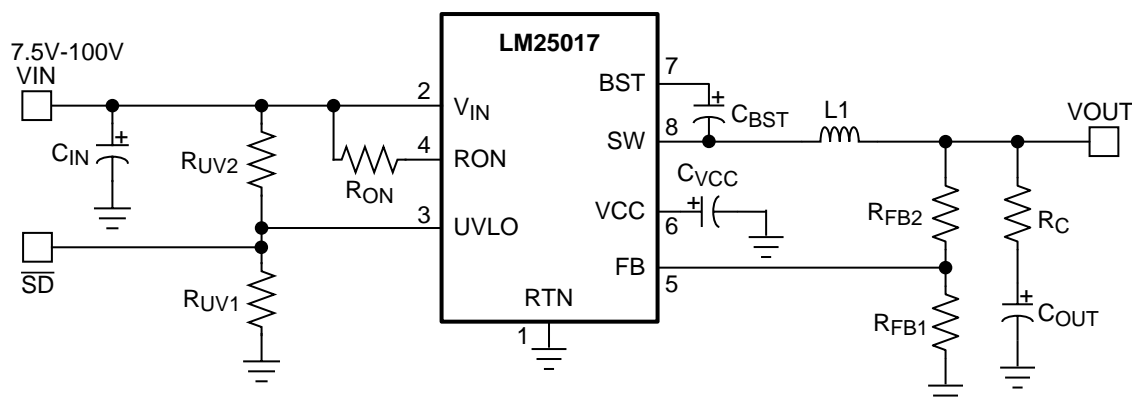 LM25017
7.5V-100V
VIN
7
BST
2
VIN
CBST
L1
VOUT
8
SW
CIN
4
RON
RUV2
RON
CVCC
VCC
6
RFB2
RC
3
UVLO
SD
FB
5
RUV1
RTN
1
RFB1
COUT